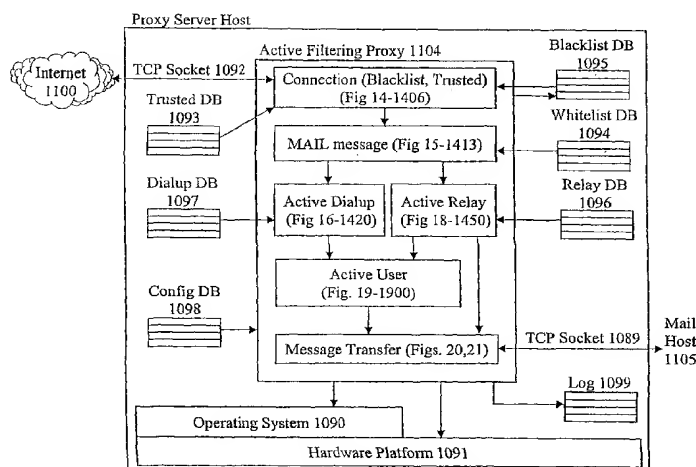 Proxy Server Host
Active Filtering Proxy 1104
Internet
1100
TCP Socket 1092
Connection (Blacklist, Trusted)
(Fig 14-1406)
Blacklist DB
1095
Trusted DB
1093
MAIL message (Fig 15-1413)
Whitelist DB
1094
Dialup DB
1097
Active Dialup
(Fig 16-1420)
Active Relay
(Fig 18-1450)
Relay DB
1096
Active User
(Fig. 19-1900)
Config DB
1098
Message Transfer (Figs. 20,21)
TCP Socket 1089
Mail
Host
1105
Log 1099
Operating System 1090
Hardware Platform 1091